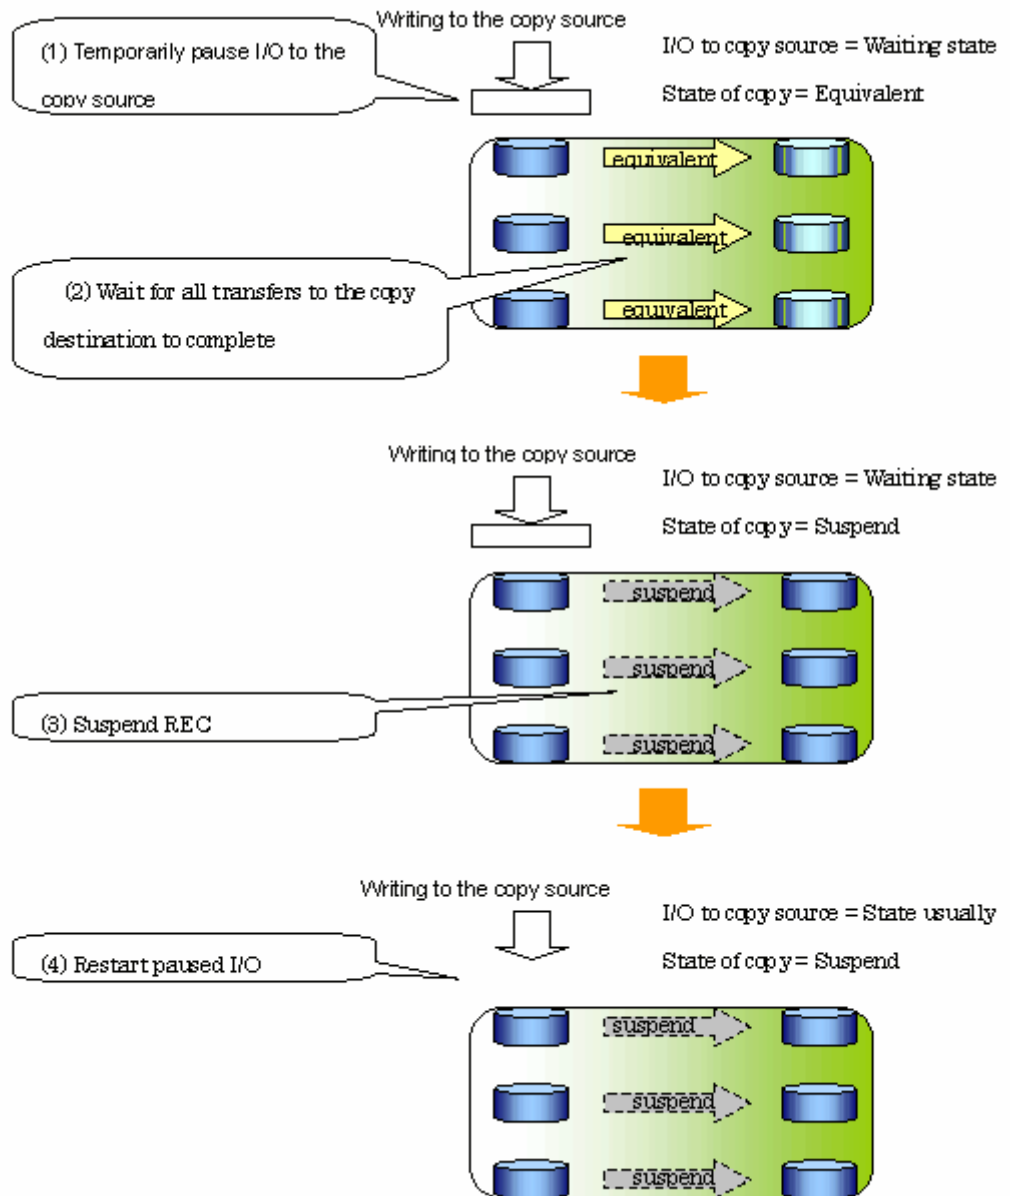 Writing to the copy source
(1) Temporarily pause I/O to the
copy source
I/O to copy source = Waiting state
State of copy = Equivalent
equivalent
equivalent
equivalent
(2) Wait for all transfers to the copy
destination to complete
Writing to the copy source
I/O to copy source = Waiting state
State of copy = Suspend
suspend
suspend
suspend
(3) Suspend REC
Writing to the copy source
I/O to copy source = State usually
State of copy = Suspend
(4) Restart paused I/O
suspend
suspend
suspend